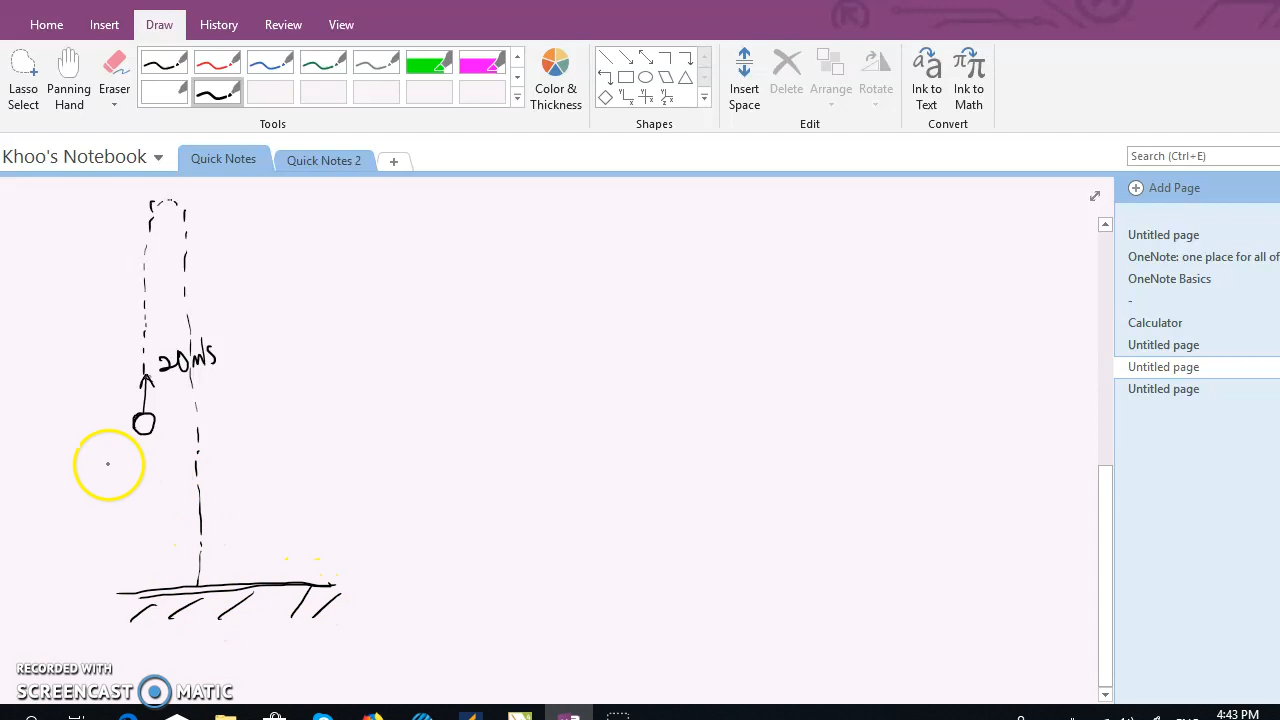 Home Insert Draw History Review View
Lasso Select
Panning Hand
Eraser
Color & Thickness
Insert Space
Delete
Arrange
Rotate
Ink to Text
Ink to Math
Tools
Shapes
Edit
Convert
Khoo's Notebook
Quick Notes
Quick Notes 2
Search (Ctrl+E)
Add Page
Untitled page
OneNote: one place for all of
OneNote Basics
-
Calculator
Untitled page
Untitled page
Untitled page
20 m/s
RECORDED WITH
SCREENCAST MATIC
4:43 PM